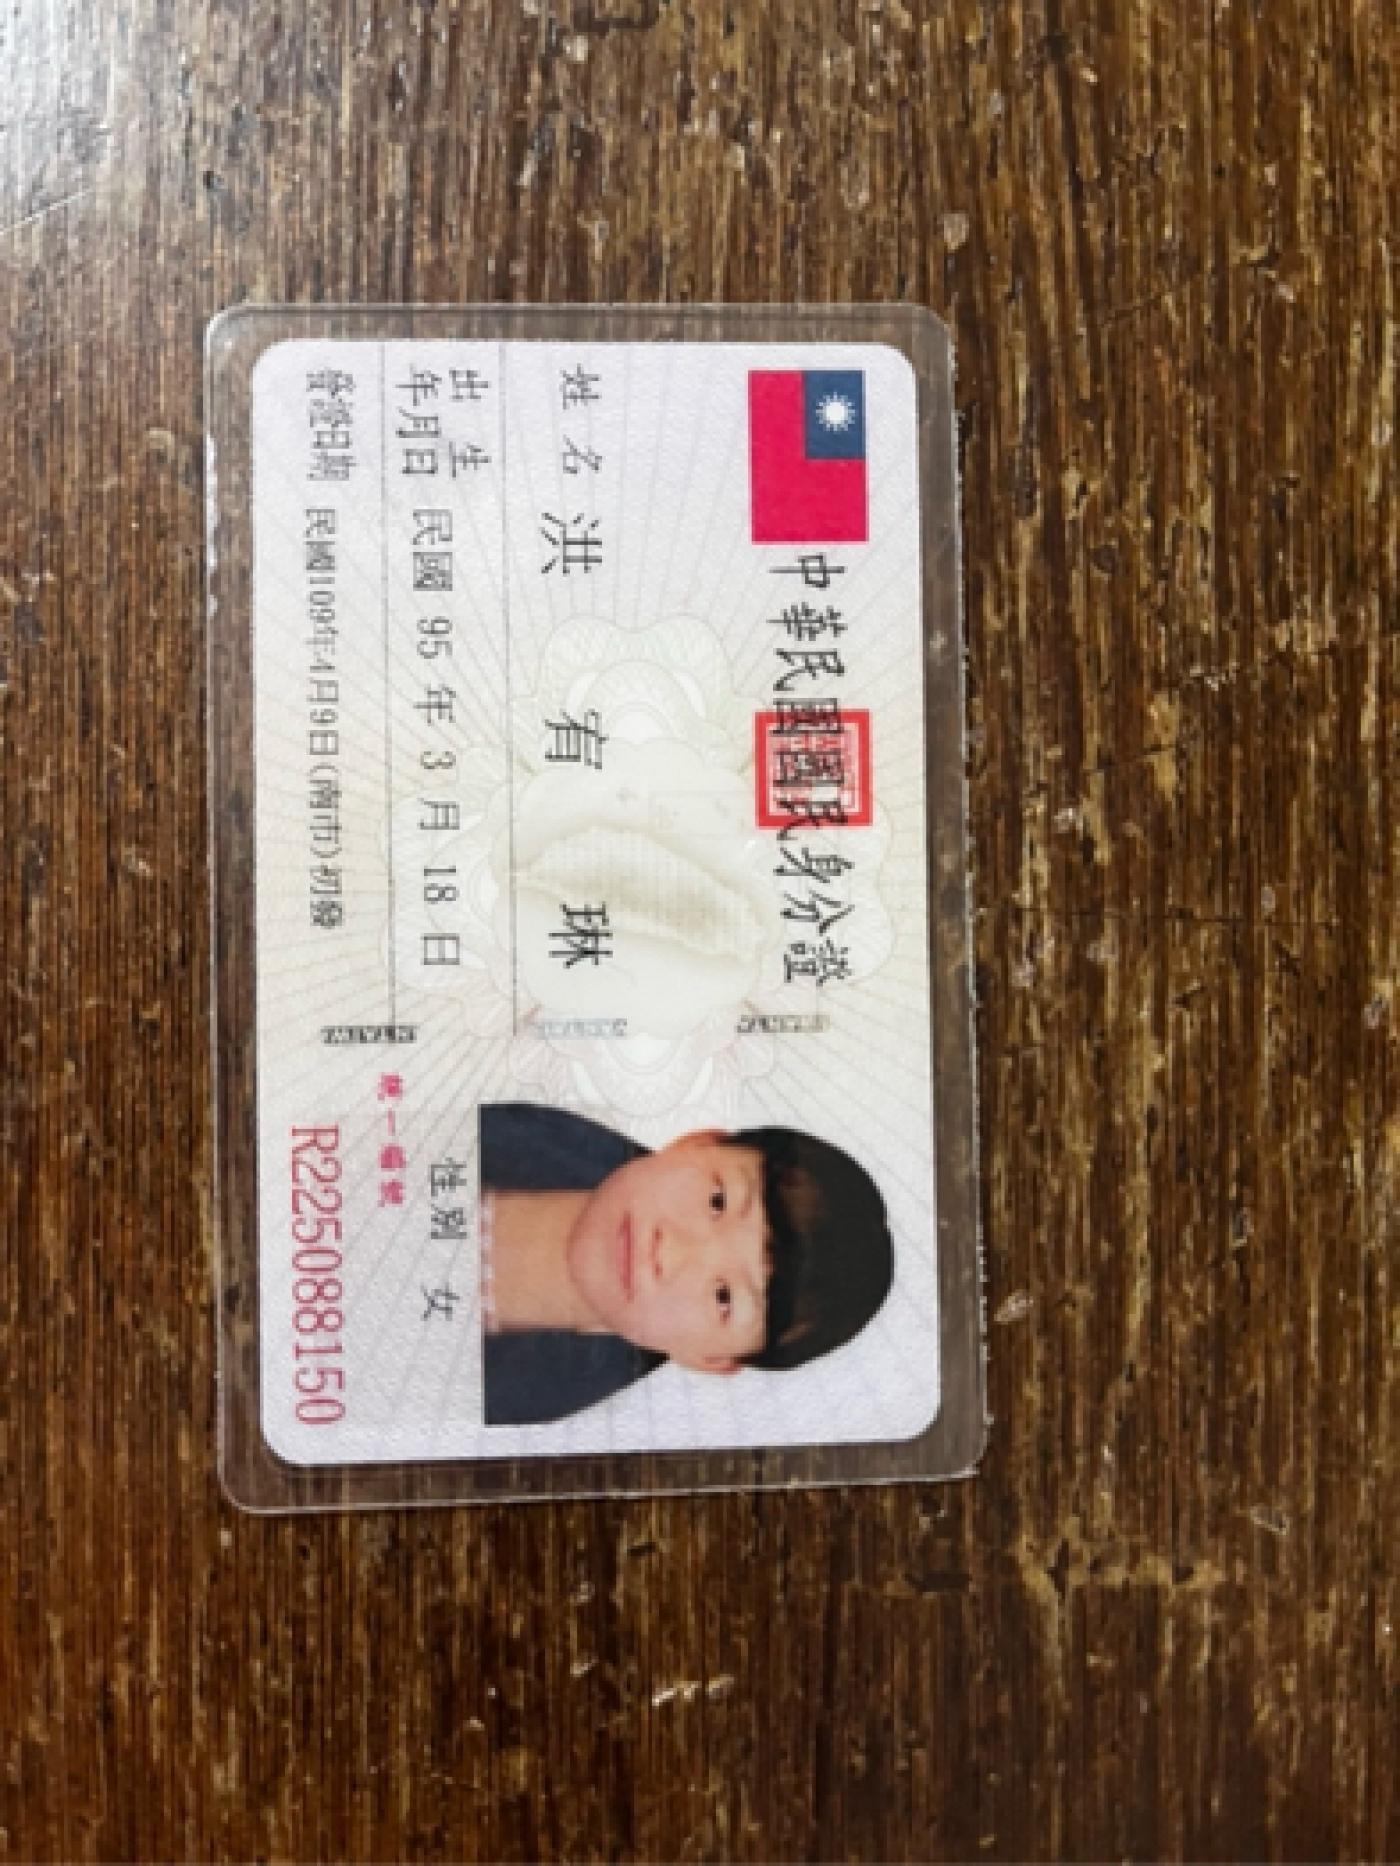 中華民國國民身分證
姓名 洪宥琳
出生
年月日 民國 95 年 3 月 18 日
性別 女
發證日期 民國109年4月9日(南市)初發
統一編號
R225088150
TAIWAN